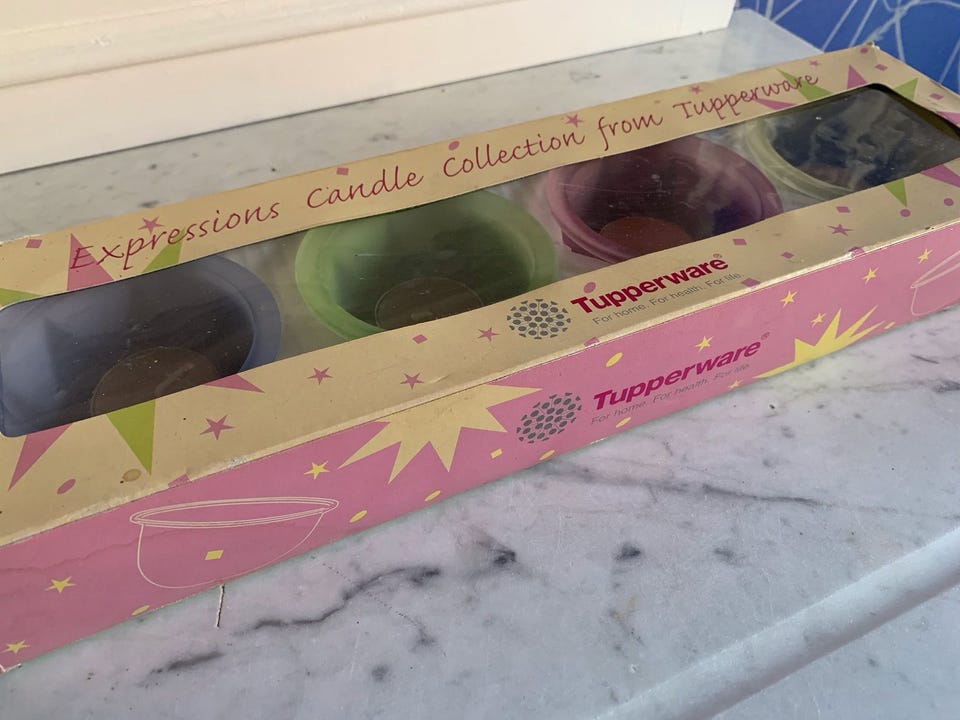 Expressions Candle Collection from Tupperware
Tupperware®
For home. For health. For life.
Tupperware®
For home. For health. For life.